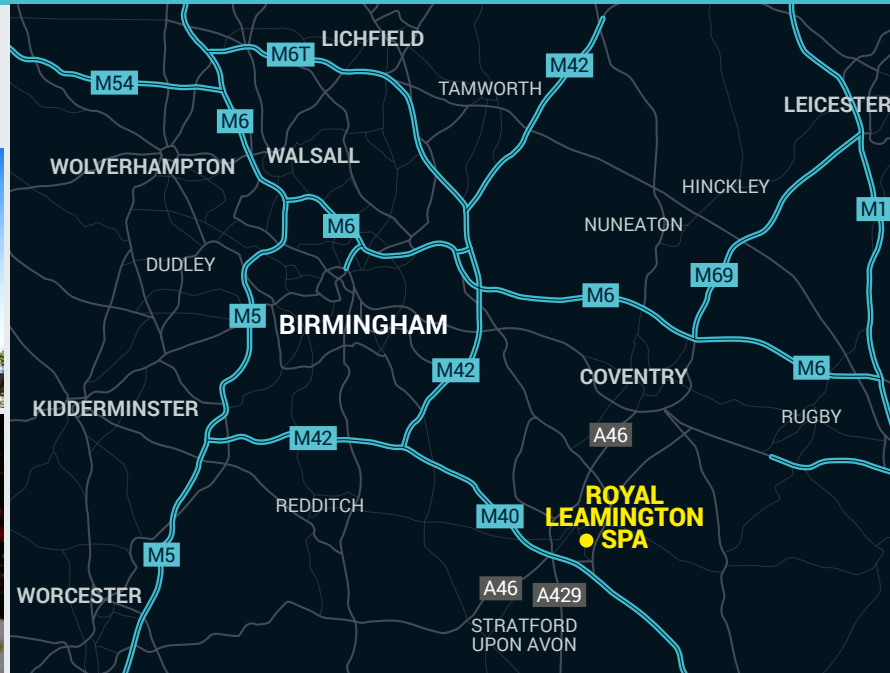 LICHFIELD
M6T
M42
M54
TAMWORTH
LEICESTER
M6
WALSALL
WOLVERHAMPTON
HINCKLEY
M1
M6
NUNEATON
DUDLEY
M69
M6
M5
BIRMINGHAM
M42
M6
COVENTRY
KIDDERMINSTER
RUGBY
A46
M42
ROYAL
LEAMINGTON
SPA
REDDITCH
M40
M5
A46
A429
WORCESTER
STRATFORD
UPON AVON